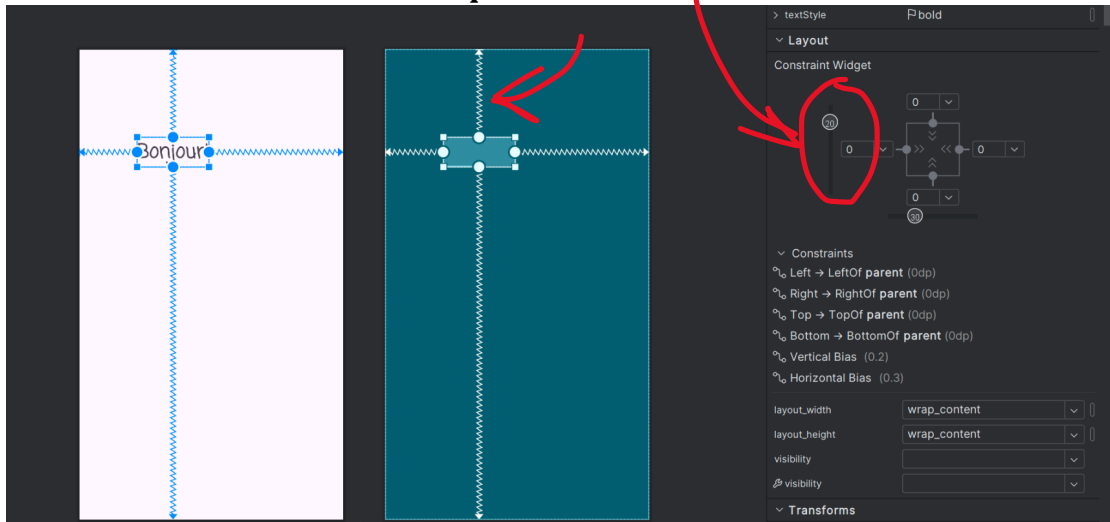 textStyle bold
Layout
Constraint Widget
0
20
0 0
0
30
Constraints
Left → LeftOf parent (0dp)
Right → RightOf parent (0dp)
Top → TopOf parent (0dp)
Bottom → BottomOf parent (0dp)
Vertical Bias (0.2)
Horizontal Bias (0.3)
layout_width wrap_content
layout_height wrap_content
visibility
visibility
Transforms
Bonjour